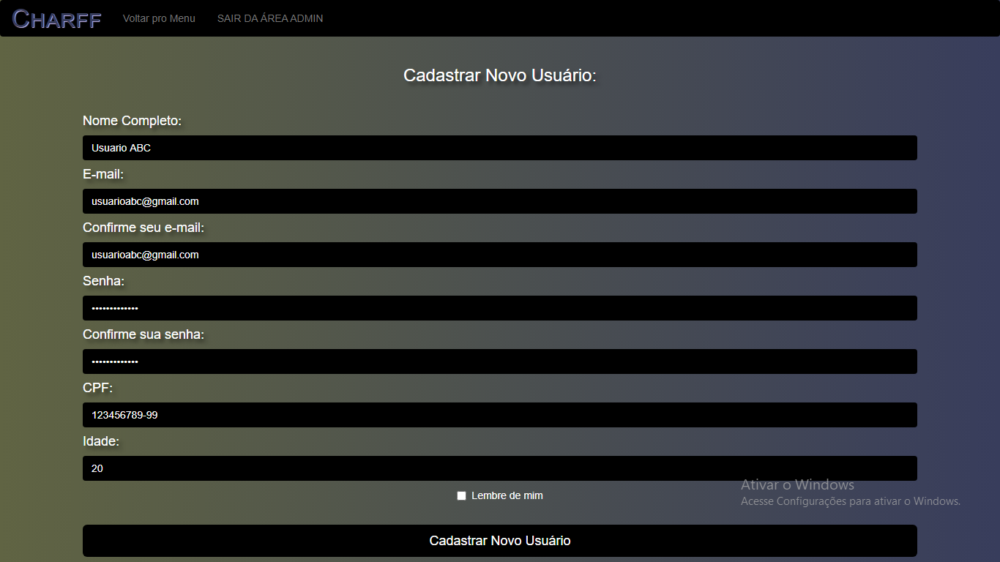 CHARFF Voltar pro Menu SAIR DA ÁREA ADMIN
Cadastrar Novo Usuário:
Nome Completo:
Usuario ABC
E-mail:
usuarioabc@gmail.com
Confirme seu e-mail:
usuarioabc@gmail.com
Senha:
•••••••••••••
Confirme sua senha:
•••••••••••••
CPF:
123456789-99
Idade:
20
Lembre de mim
Ativar o Windows
Acesse Configurações para ativar o Windows.
Cadastrar Novo Usuário